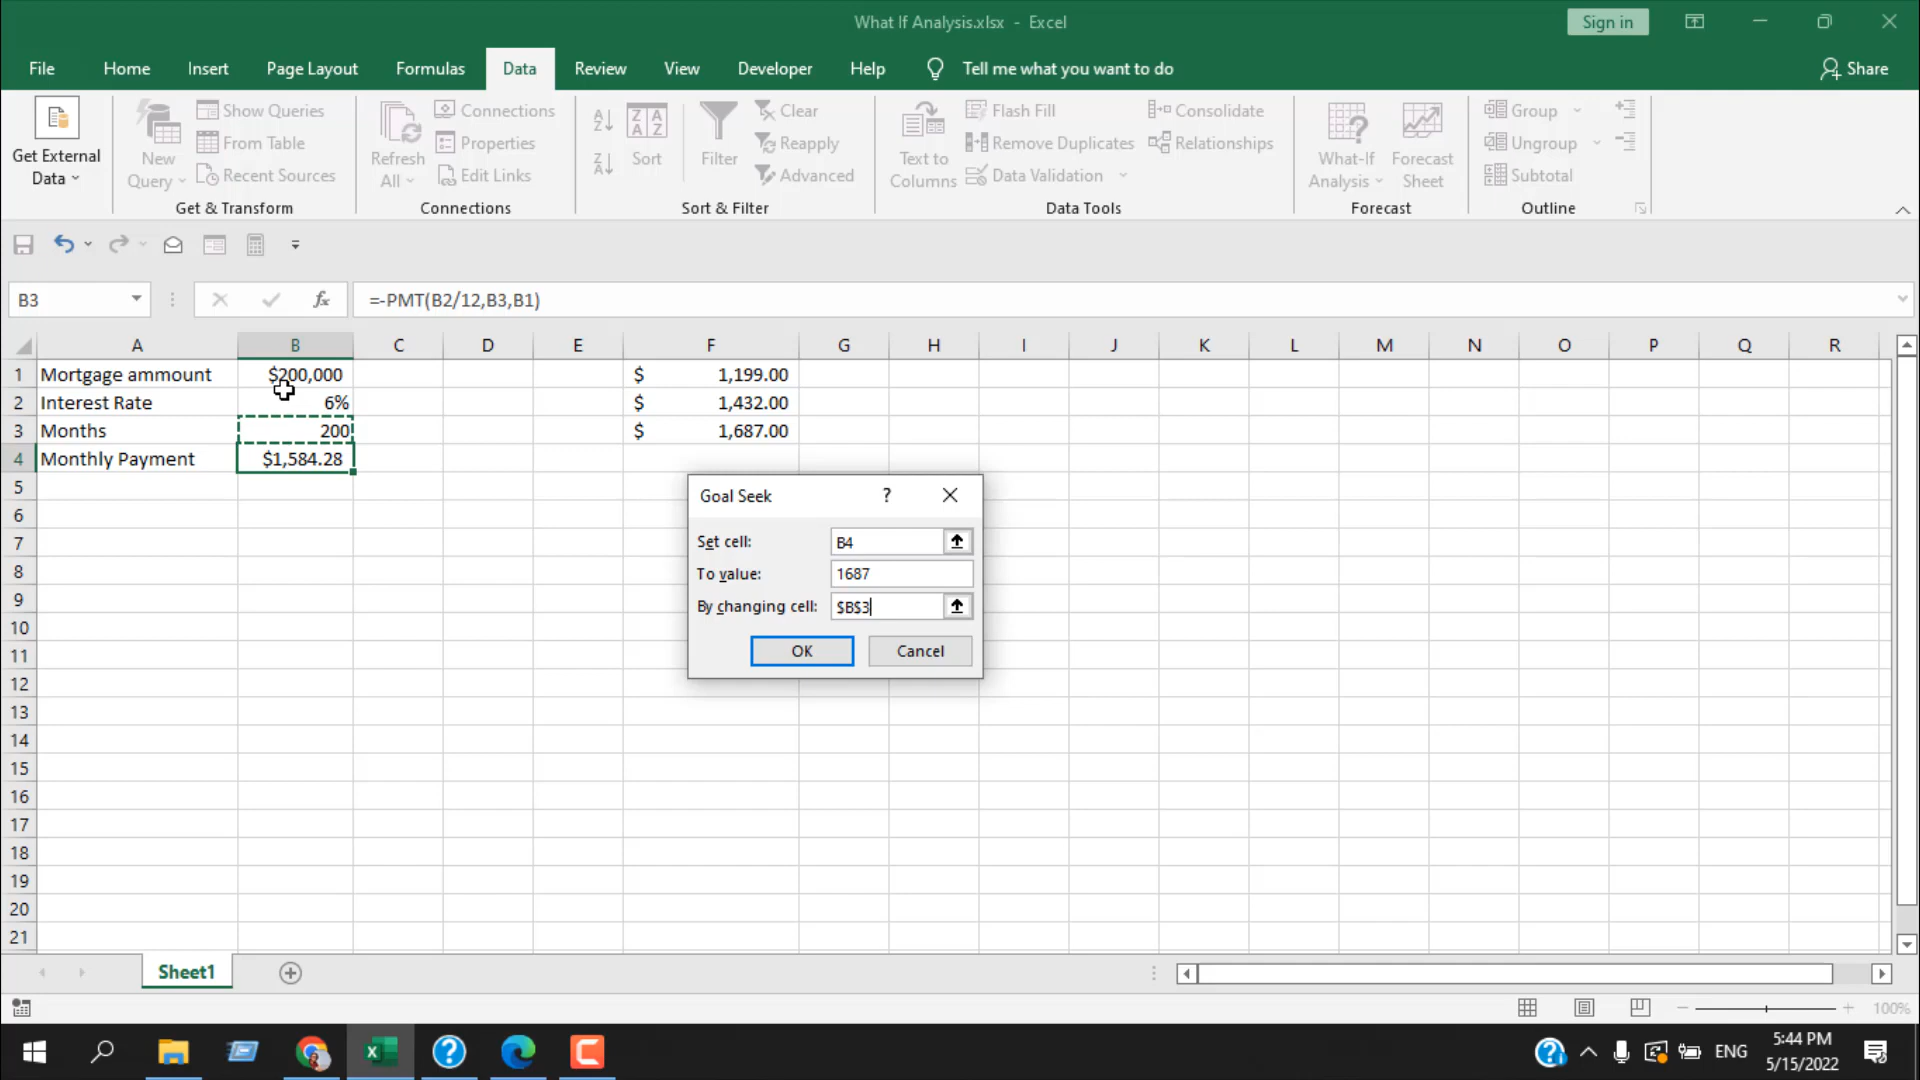 What If Analysis.xlsx - Excel
Sign in
File Home Insert Page Layout Formulas Data Review View Developer Help Tell me what you want to do Share
Get External Data
New Query
Show Queries
From Table
Recent Sources
Get & Transform
Refresh All
Connections
Properties
Edit Links
Connections
Sort
Filter
Clear
Reapply
Advanced
Sort & Filter
Text to Columns
Flash Fill
Remove Duplicates
Data Validation
Consolidate
Relationships
Data Tools
What-If Analysis
Forecast Sheet
Forecast
Group
Ungroup
Subtotal
Outline
B3 fx =-PMT(B2/12,B3,B1)
A B C D E F G H I J K L M N O P Q R
1 Mortgage ammount $200,000 $ 1,199.00
2 Interest Rate 6% $ 1,432.00
3 Months 200 $ 1,687.00
4 Monthly Payment $1,584.28
5
6
7
8
9
10
11
12
13
14
15
16
17
18
19
20
21
Goal Seek ?
Set cell: B4
To value: 1687
By changing cell: $B$3
OK Cancel
Sheet1
100%
5:44 PM
ENG
5/15/2022